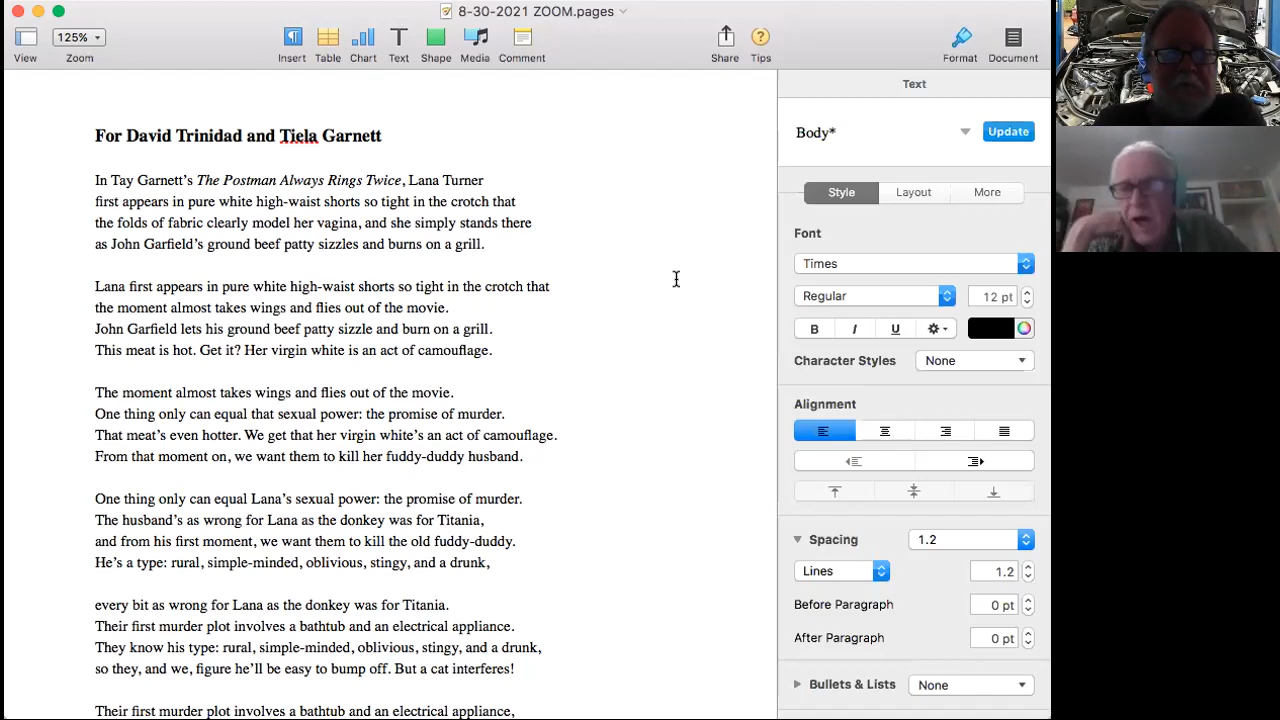 8-30-2021 ZOOM.pages
125%
View
Zoom
Insert
Table
Chart
Text
Shape
Media
Comment
Share
Tips
Format
Document
For David Trinidad and Tiela Garnett
In Tay Garnett’s The Postman Always Rings Twice, Lana Turner
first appears in pure white high-waist shorts so tight in the crotch that
the folds of fabric clearly model her vagina, and she simply stands there
as John Garfield’s ground beef patty sizzles and burns on a grill.
Lana first appears in pure white high-waist shorts so tight in the crotch that
the moment almost takes wings and flies out of the movie.
John Garfield lets his ground beef patty sizzle and burn on a grill.
This meat is hot. Get it? Her virgin white is an act of camouflage.
The moment almost takes wings and flies out of the movie.
One thing only can equal that sexual power: the promise of murder.
That meat’s even hotter. We get that her virgin white’s an act of camouflage.
From that moment on, we want them to kill her fuddy-duddy husband.
One thing only can equal Lana’s sexual power: the promise of murder.
The husband’s as wrong for Lana as the donkey was for Titania,
and from his first moment, we want them to kill the old fuddy-duddy.
He’s a type: rural, simple-minded, oblivious, stingy, and a drunk,
every bit as wrong for Lana as the donkey was for Titania.
Their first murder plot involves a bathtub and an electrical appliance.
They know his type: rural, simple-minded, oblivious, stingy, and a drunk,
so they, and we, figure he’ll be easy to bump off. But a cat interferes!
Their first murder plot involves a bathtub and an electrical appliance,
Text
Body*
Update
Style
Layout
More
Font
Times
Regular
12 pt
B
I
U
Character Styles
None
Alignment
Spacing
1.2
Lines
1.2
Before Paragraph
0 pt
After Paragraph
0 pt
Bullets & Lists
None